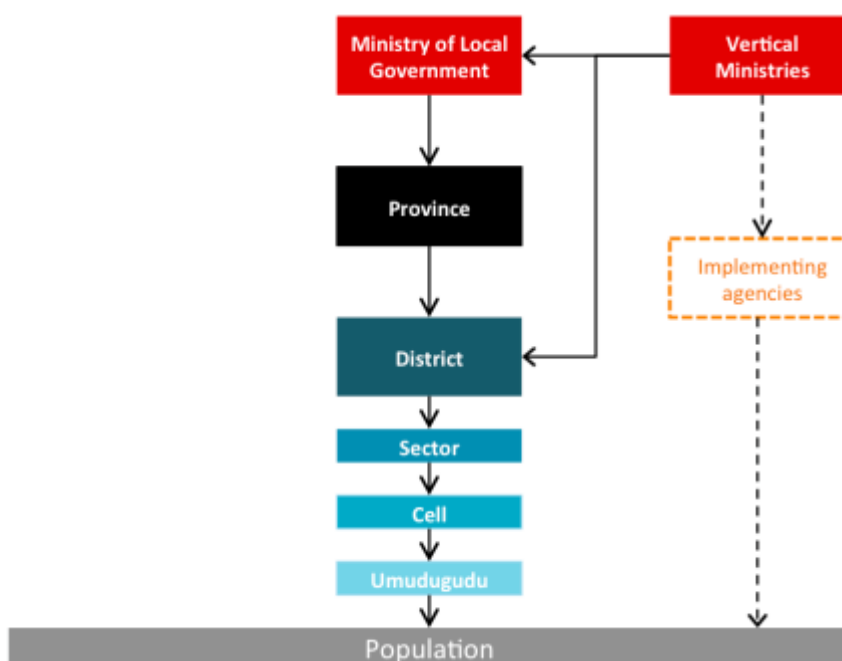 Ministry of Local
Government
Vertical
Ministries
Province
Implementing
agencies
District
Sector
Cell
Umudugudu
Population